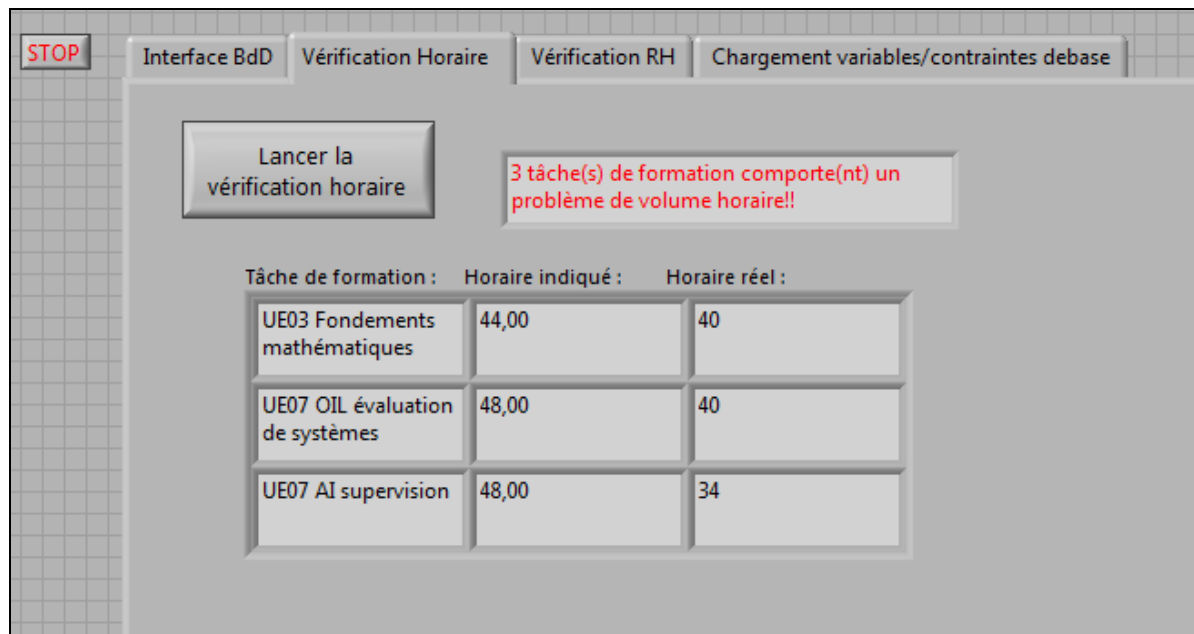 STOP
Interface BdD
Vérification Horaire
Vérification RH
Chargement variables/contraintes debase
Lancer la
vérification horaire
3 tâche(s) de formation comporte(nt) un
problème de volume horaire!!
Tâche de formation : Horaire indiqué : Horaire réel :
UE03 Fondements 44,00 40
mathématiques
UE07 OIL évaluation 48,00 40
de systèmes
UE07 AI supervision 48,00 34